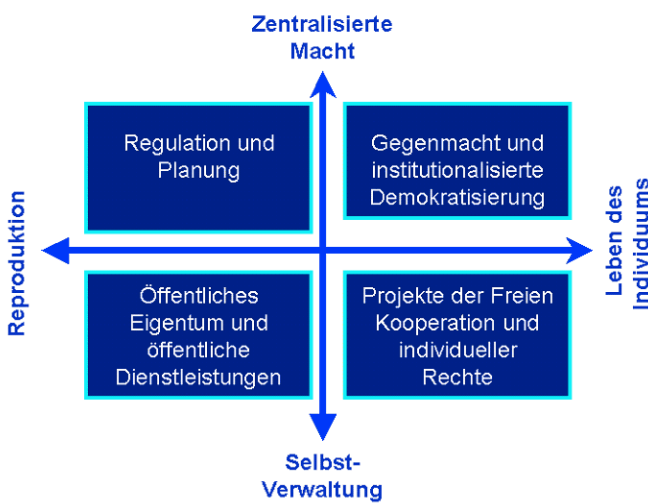 Zentralisierte
Macht
Regulation und
Planung
Gegenmacht und
institutionalisierte
Demokratisierung
Reproduktion
Leben des
Individuums
Öffentliches
Eigentum und
öffentliche
Dienstleistungen
Projekte der Freien
Kooperation und
individueller
Rechte
Selbst-
Verwaltung